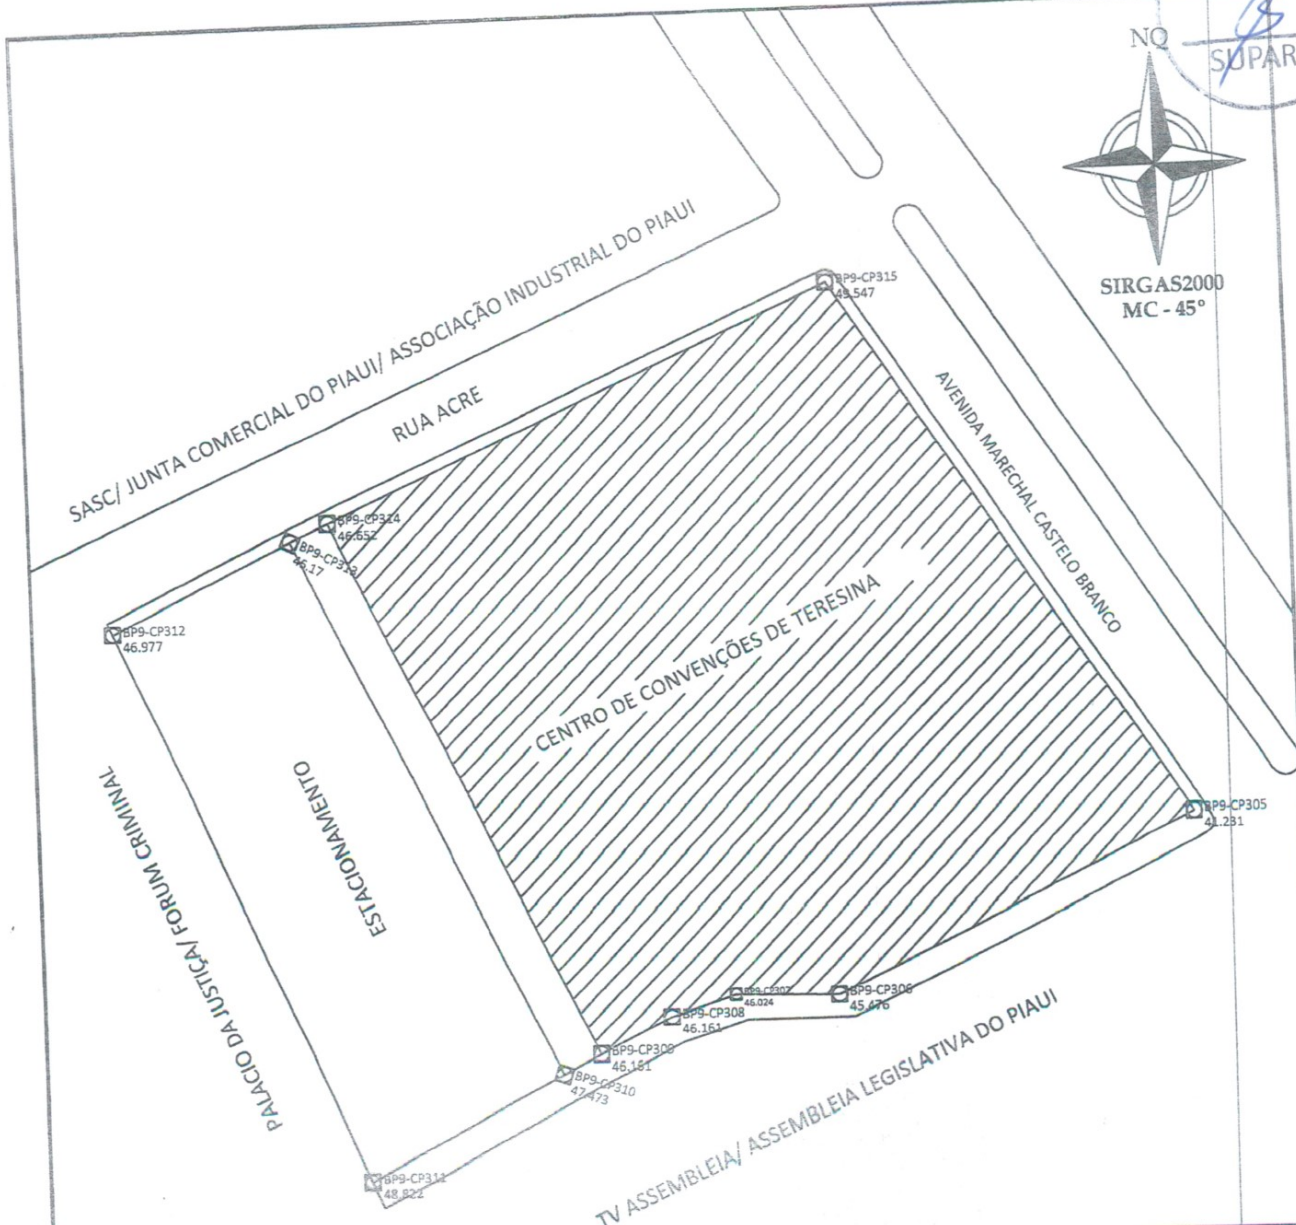 NQ
SUPAR
SIRGAS2000
MC - 45°
SASC/ JUNTA COMERCIAL DO PIAUI/ ASSOCIAÇÃO INDUSTRIAL DO PIAUI
RUA ACRE
BP9-CP315
49.547
AVENIDA MARECHAL CASTELO BRANCO
BP9-CP314
46.652
BP9-CP313
46.17
BP9-CP312
46.977
CENTRO DE CONVENÇÕES DE TERESINA
ESTACIONAMENTO
PALACIO DA JUSTIÇA/ FORUM CRIMINAL
BP9-CP305
41.231
BP9-CP306
45.476
BP9-CP307
46.024
BP9-CP308
46.161
BP9-CP309
46.161
BP9-CP310
47.473
BP9-CP311
48.822
TV ASSEMBLEIA/ ASSEMBLEIA LEGISLATIVA DO PIAUI